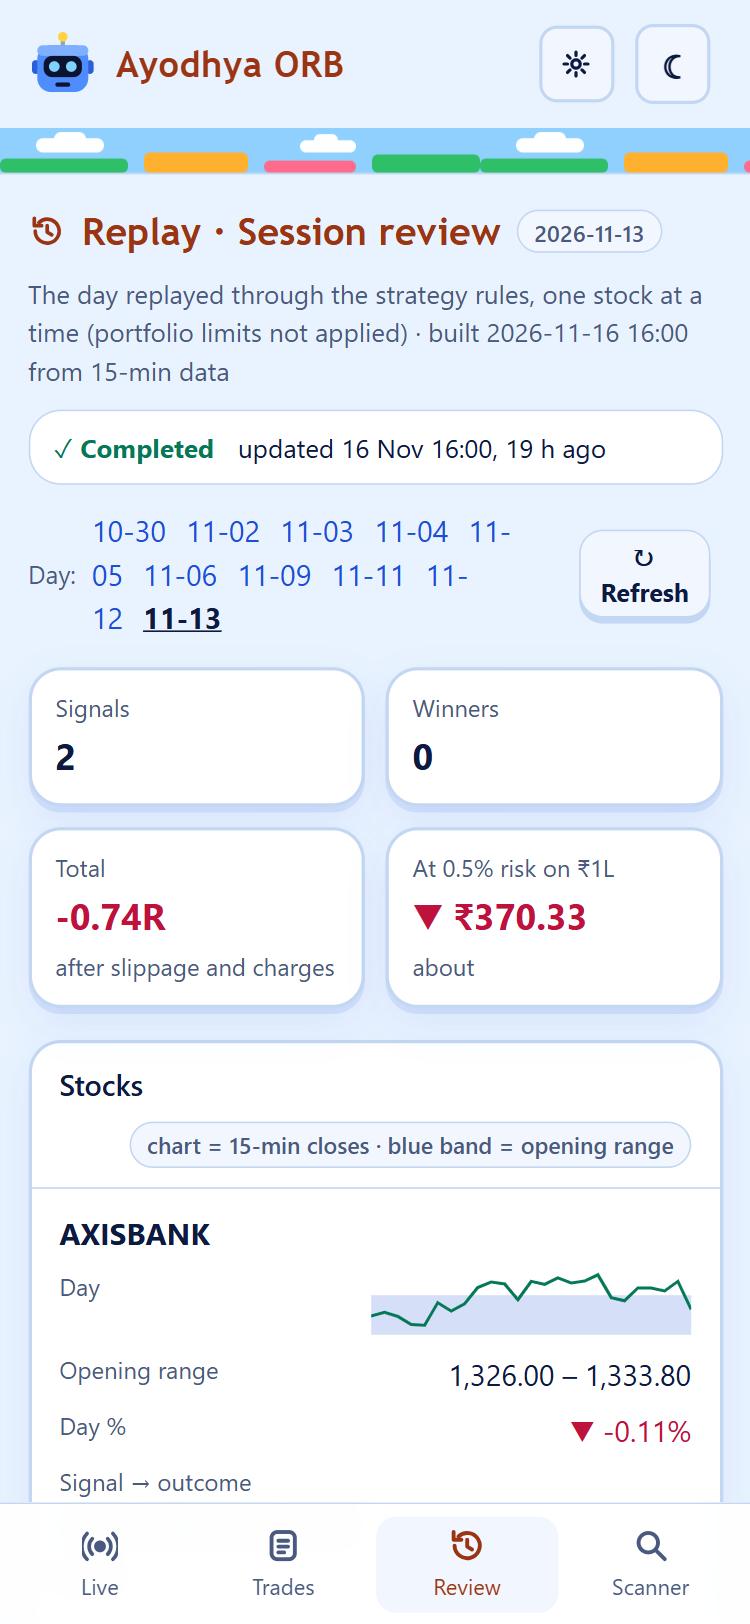 Ayodhya ORB
Replay · Session review 2026-11-13
The day replayed through the strategy rules, one stock at a
time (portfolio limits not applied) · built 2026-11-16 16:00
from 15-min data
✓ Completed updated 16 Nov 16:00, 19 h ago
Day:
10-30 11-02 11-03 11-04 11-
05 11-06 11-09 11-11 11-
12 11-13
↻
Refresh
Signals
2
Winners
0
Total
-0.74R
after slippage and charges
At 0.5% risk on ₹1L
▼ ₹370.33
about
Stocks
chart = 15-min closes · blue band = opening range
AXISBANK
Day
Opening range 1,326.00 – 1,333.80
Day % ▼ -0.11%
Signal → outcome
Live Trades Review Scanner